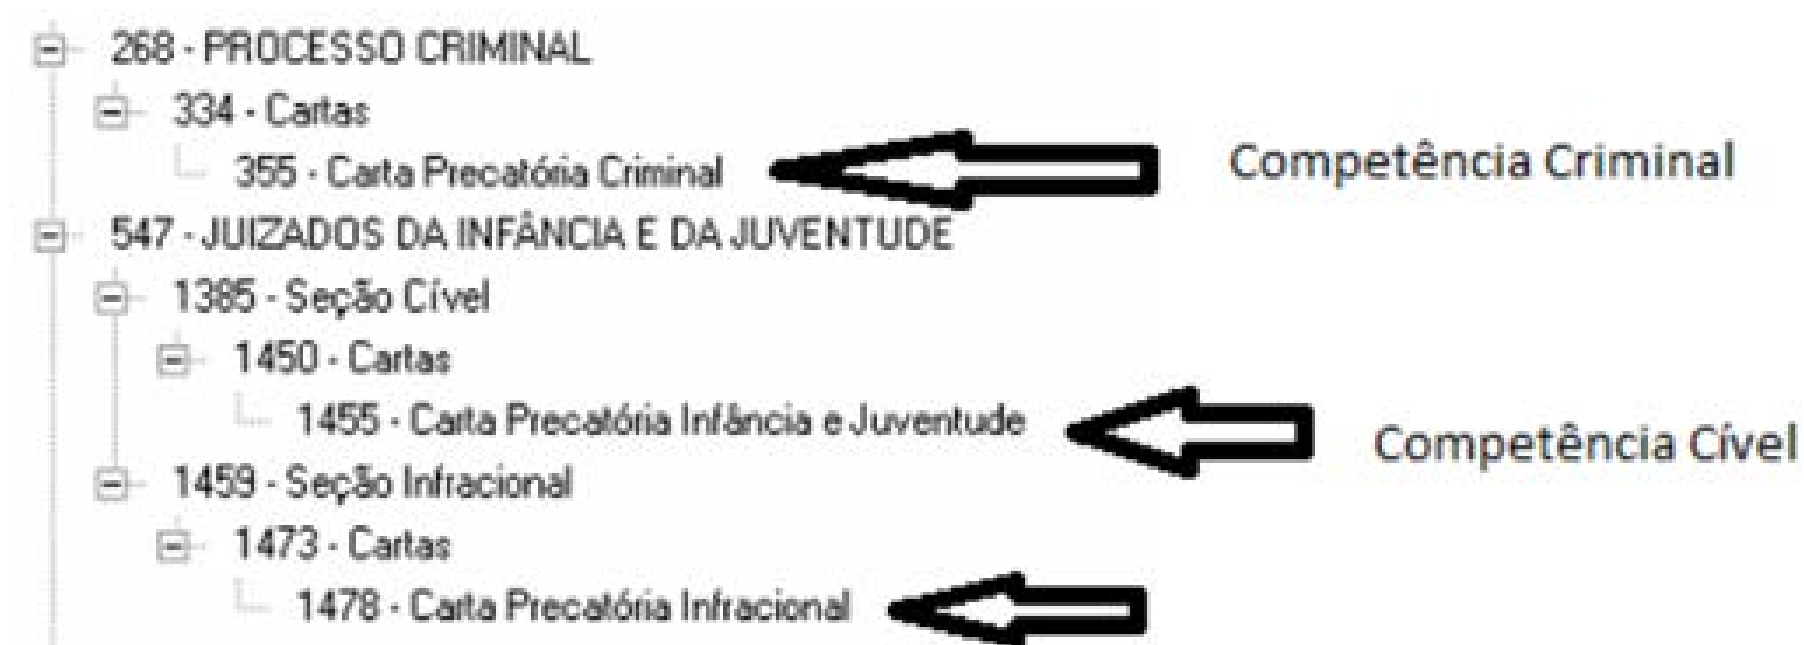 268 - PROCESSO CRIMINAL
334 - Cartas
355 - Carta Precatória Criminal
Competência Criminal
547 - JUIZADOS DA INFÂNCIA E DA JUVENTUDE
1385 - Seção Cível
1450 - Cartas
1455 - Carta Precatória Infância e Juventude
Competência Cível
1459 - Seção Infracional
1473 - Cartas
1478 - Carta Precatória Infracional